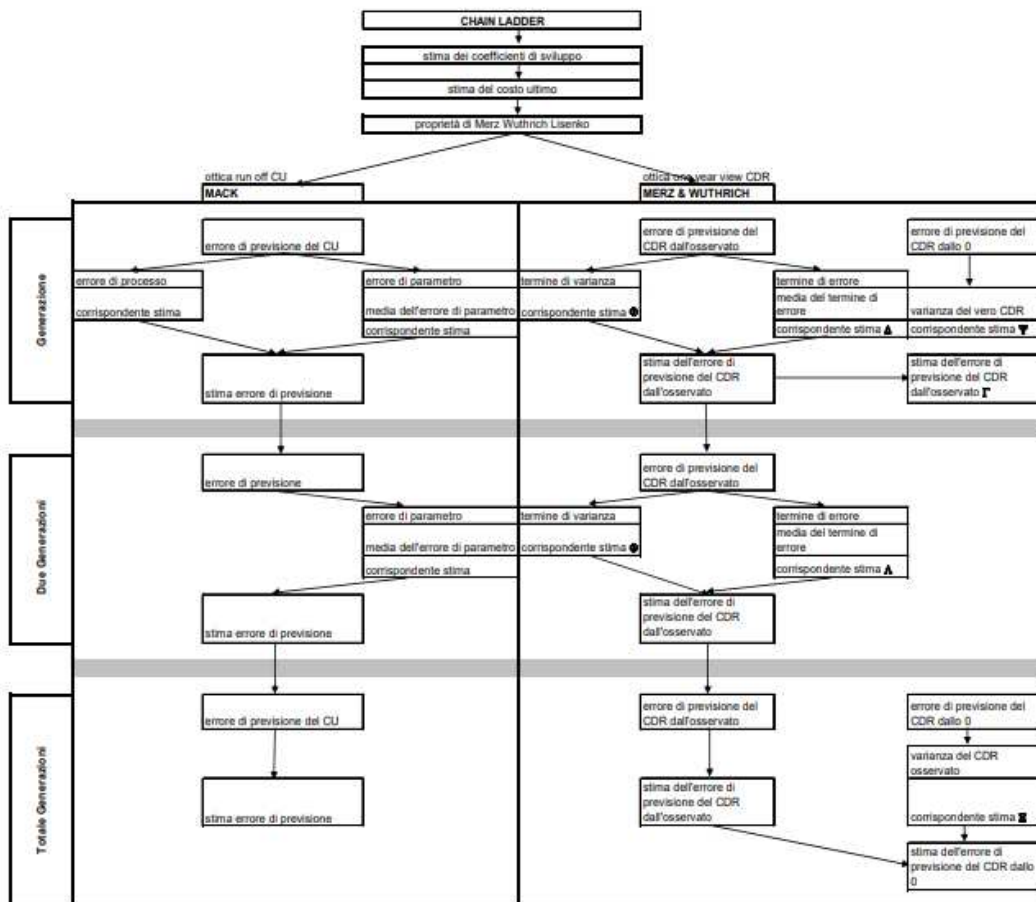 CHAIN LADDER
stima dei coefficienti di sviluppo
stima del costo ultimo
proprietà di Merz Wuthrich Lisenko
ottica run off CU
MACK
ottica one year view CDR
MERZ & WUTHRICH
Generazione
errore di previsione del CU
errore di previsione del
CDR dall'osservato
errore di previsione del
CDR dallo 0
errore di processo
corrispondente stima
errore di parametro
media dell'errore di parametro
corrispondente stima
termine di varianza
corrispondente stima Φ
termine di errore
media del termine di
errore
corrispondente stima Δ
varianza del vero CDR
corrispondente stima Ψ
stima errore di previsione
stima dell'errore di
previsione del CDR
dall'osservato
stima dell'errore di
previsione del CDR
dall'osservato Γ
Due Generazioni
errore di previsione
errore di previsione del
CDR dall'osservato
errore di parametro
media dell'errore di parametro
corrispondente stima
termine di varianza
corrispondente stima Φ
termine di errore
media del termine di
errore
corrispondente stima Λ
stima errore di previsione
stima dell'errore di
previsione del CDR
dall'osservato
Totale Generazioni
errore di previsione del CU
errore di previsione del
CDR dall'osservato
errore di previsione del
CDR dallo 0
varianza del CDR
osservato
corrispondente stima Ξ
stima errore di previsione
stima dell'errore di
previsione del CDR
dall'osservato
stima dell'errore di
previsione del CDR dallo
0